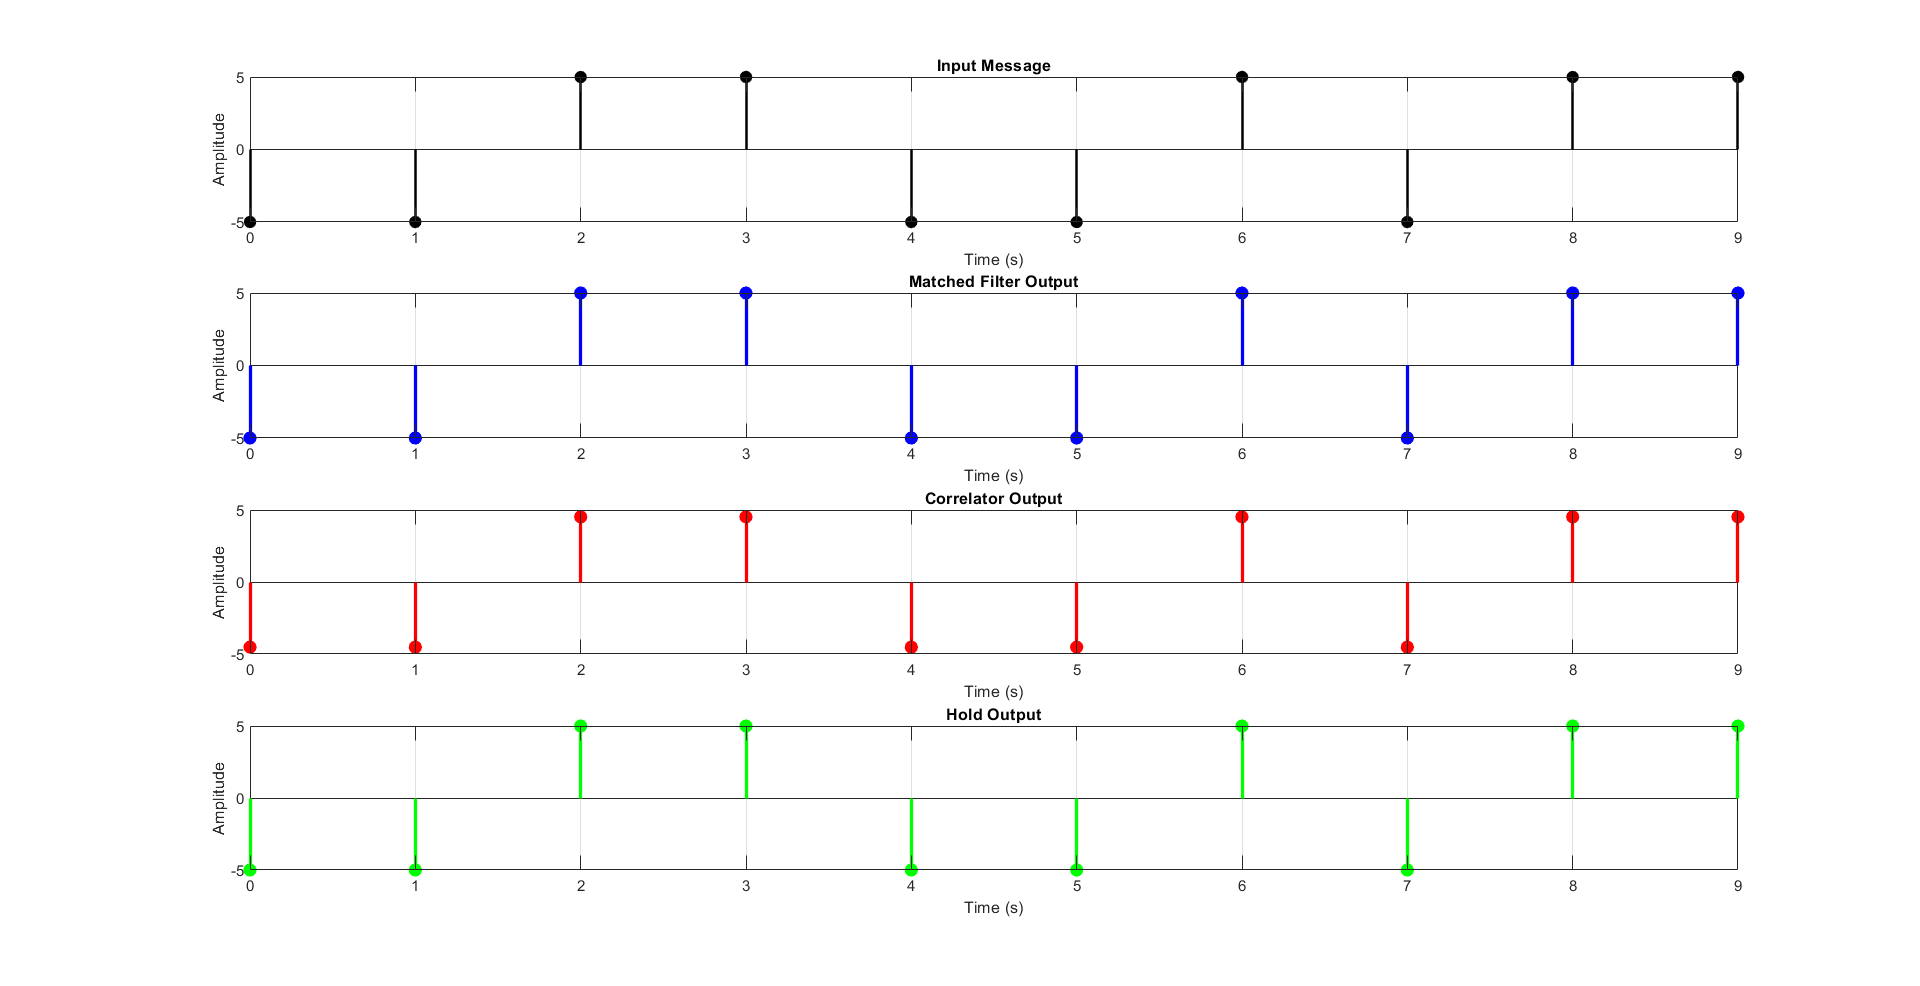 Input Message
5
0
-5
Amplitude
0 1 2 3 4 5 6 7 8 9
Time (s)
Matched Filter Output
5
0
-5
Amplitude
0 1 2 3 4 5 6 7 8 9
Time (s)
Correlator Output
5
0
-5
Amplitude
0 1 2 3 4 5 6 7 8 9
Time (s)
Hold Output
5
0
-5
Amplitude
0 1 2 3 4 5 6 7 8 9
Time (s)